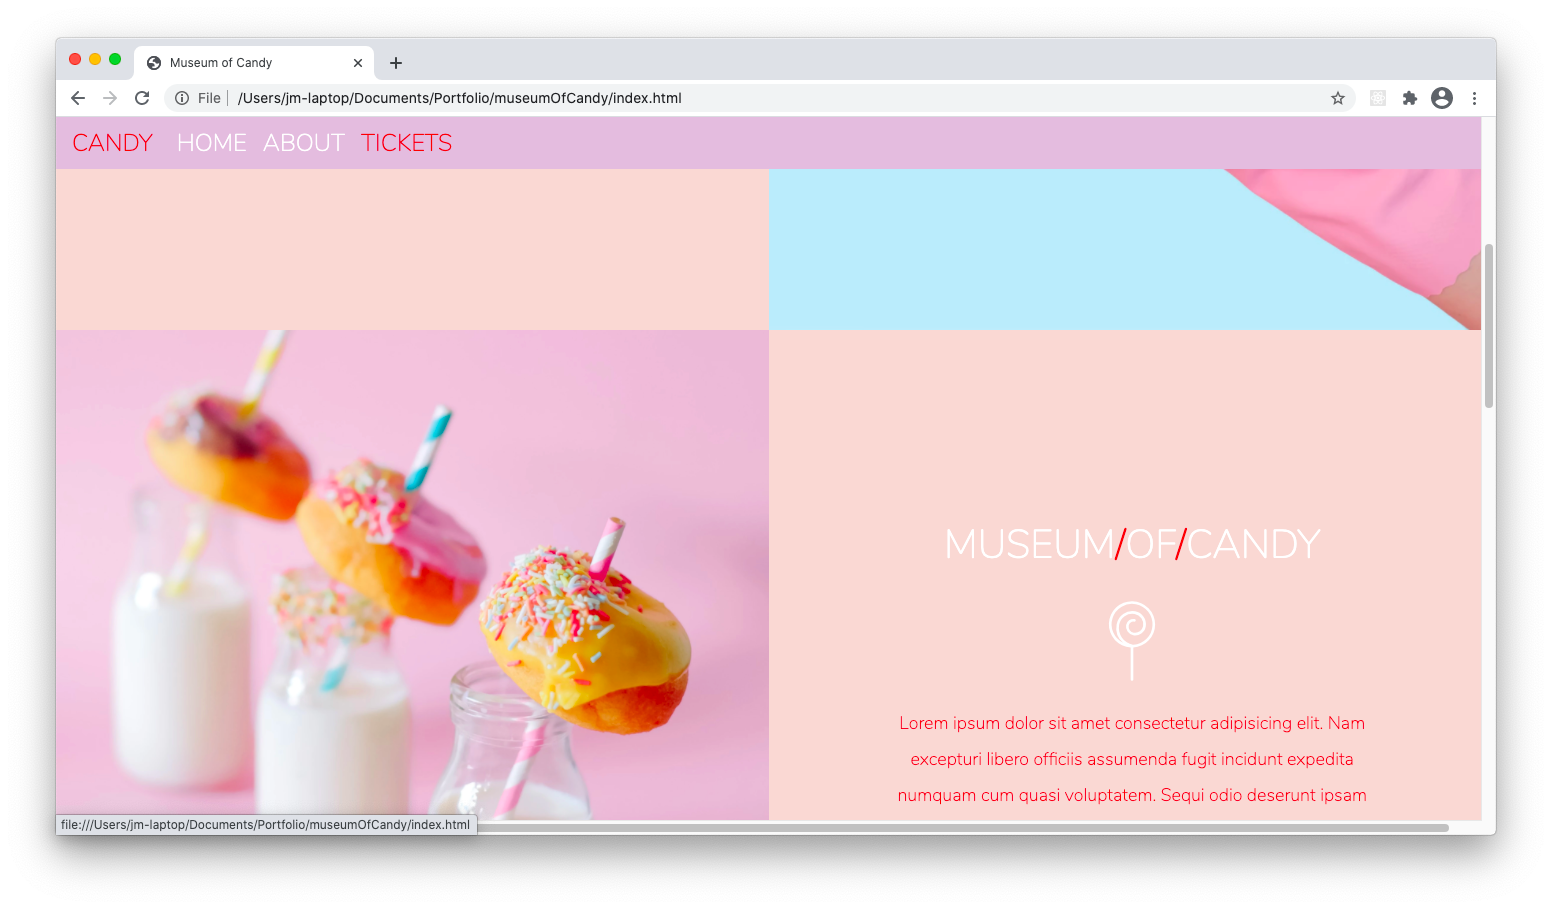 Museum of Candy
File /Users/jm-laptop/Documents/Portfolio/museumOfCandy/index.html
CANDY HOME ABOUT TICKETS
MUSEUM/OF/CANDY
Lorem ipsum dolor sit amet consectetur adipisicing elit. Nam
excepturi libero officiis assumenda fugit incidunt expedita
numquam cum quasi voluptatem. Sequi odio deserunt ipsam
file:///Users/jm-laptop/Documents/Portfolio/museumOfCandy/index.html